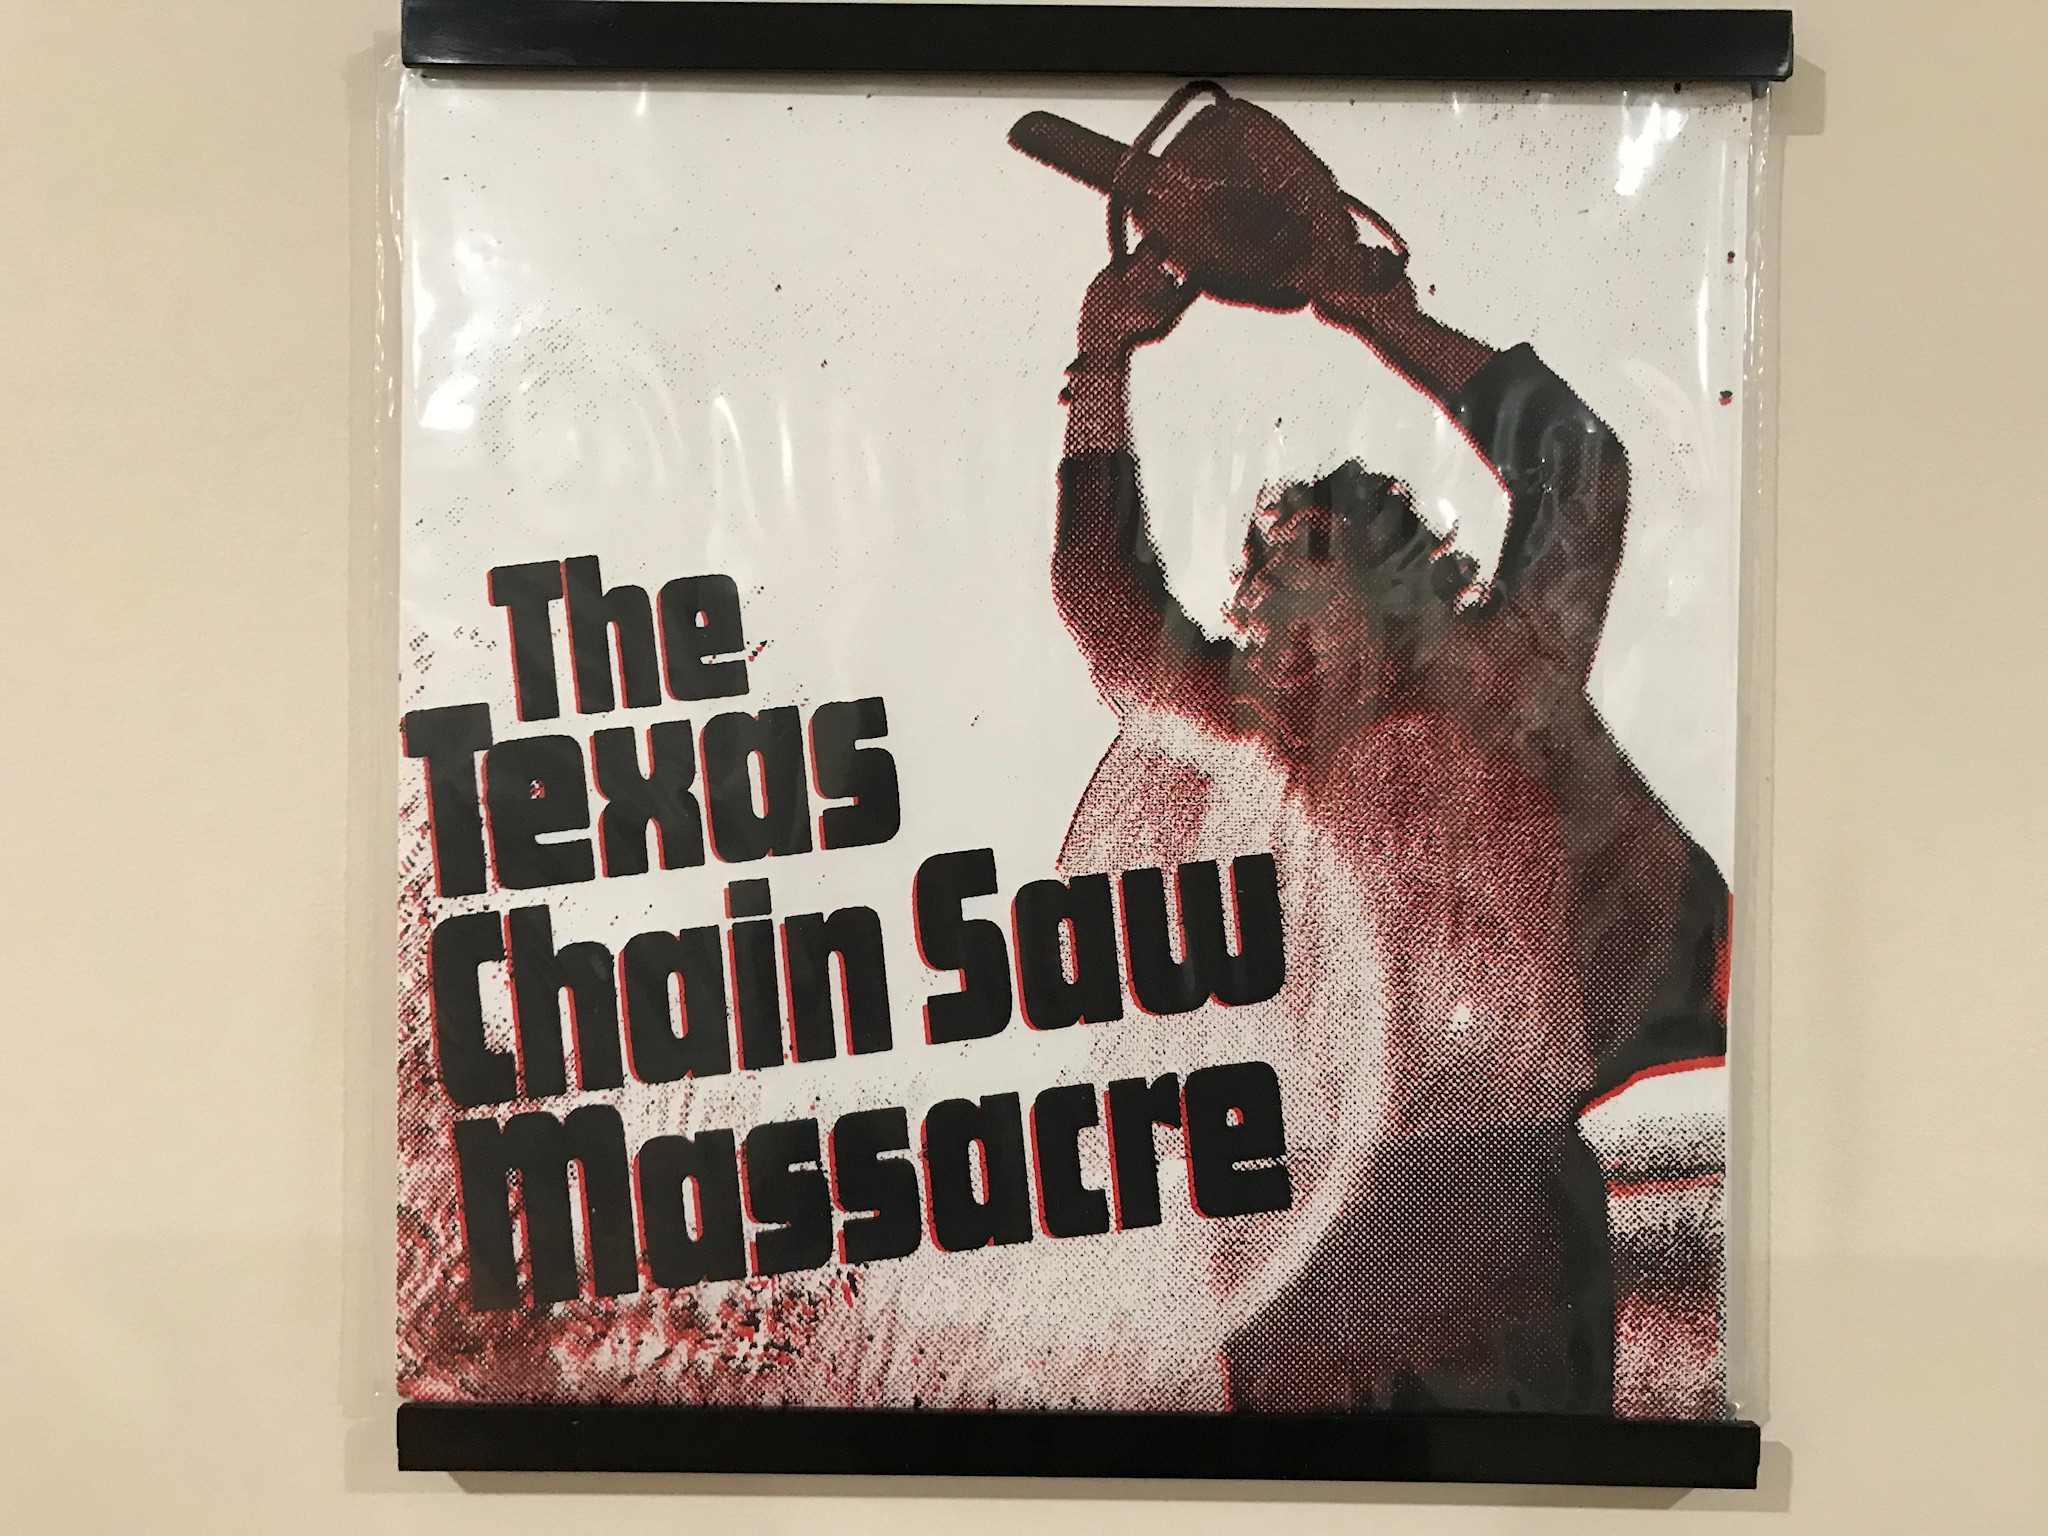 The
Texas
Chain Saw
Massacre